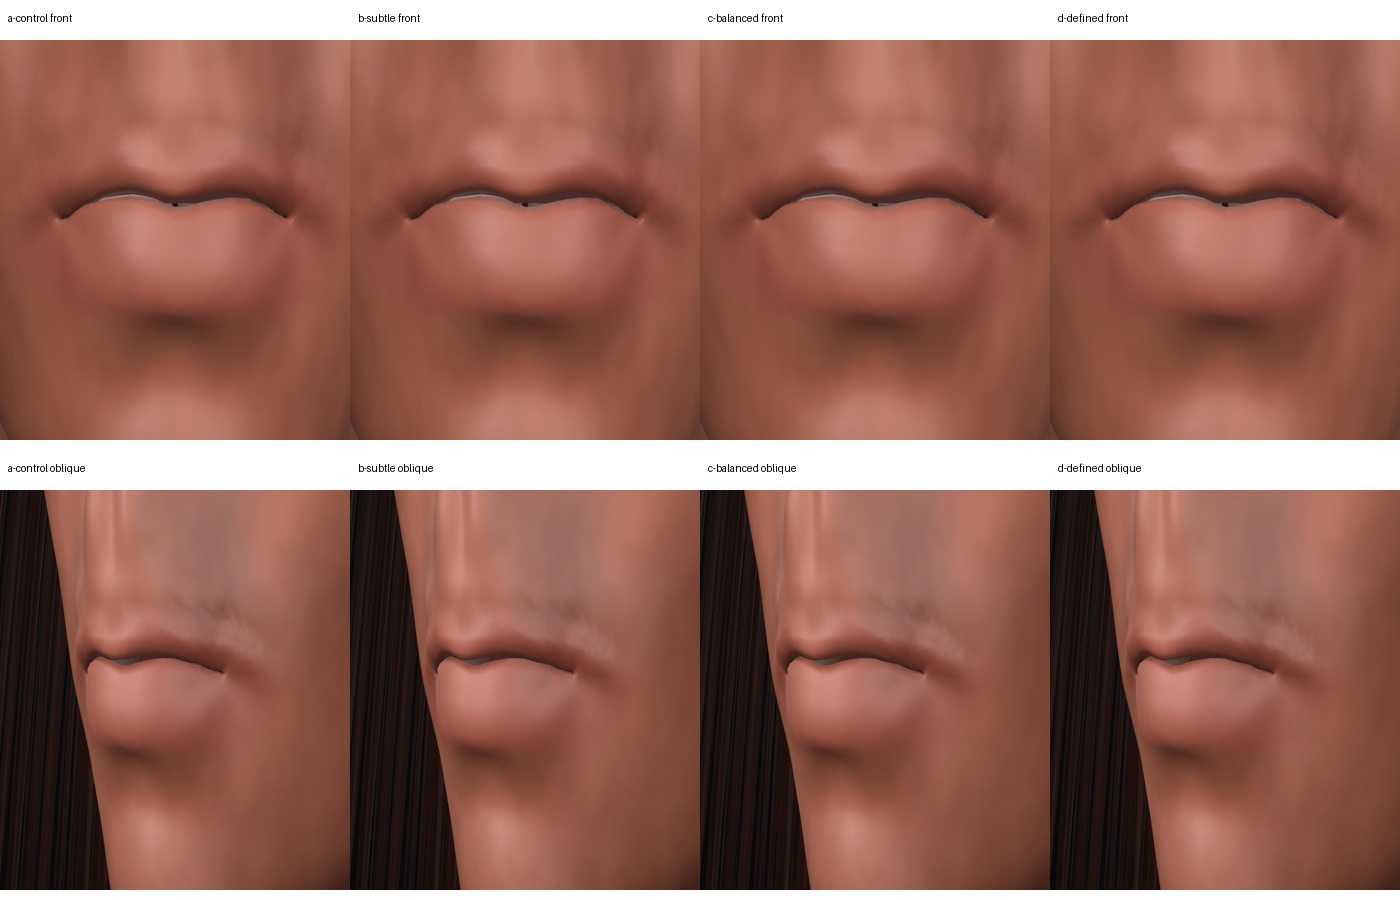 a-control front
b-subtle front
c-balanced front
d-defined front
a-control oblique
b-subtle oblique
c-balanced oblique
d-defined oblique